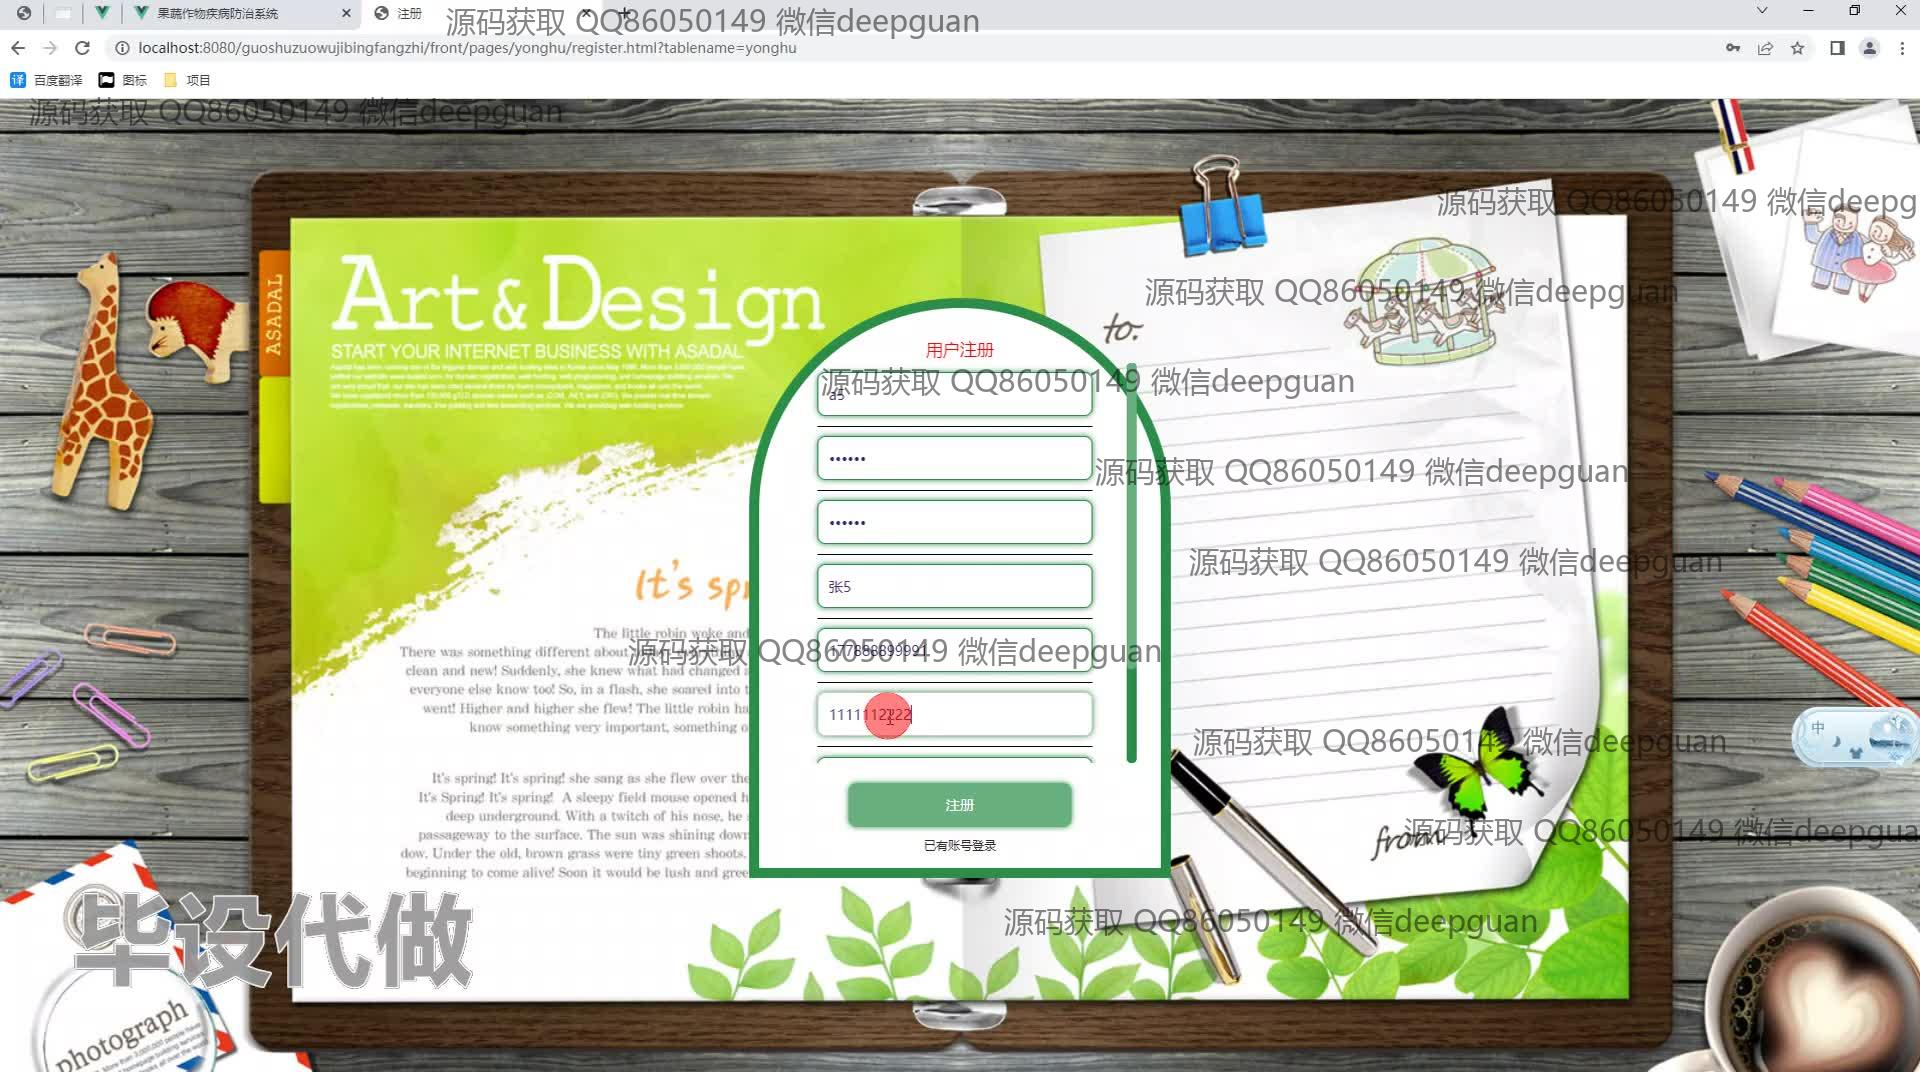 果蔬作物疾病防治系统
注册
源码获取 QQ86050149 微信deepguan
localhost:8080/guoshuzuowujibingfangzhi/front/pages/yonghu/register.html?tablename=yonghu
百度翻译
图标
项目
源码获取 QQ86050149 微信deepguan
源码获取 QQ86050149 微信deepg
ASADAL
Art&Design
START YOUR INTERNET BUSINESS WITH ASADAL
源码获取 QQ86050149 微信deepguan
to:
用户注册
源码获取 QQ86050149 微信deepguan
a5
••••••
源码获取 QQ86050149 微信deepguan
••••••
源码获取 QQ86050149 微信deepguan
It's spr
张5
The little robin woke and
There was something different about
源码获取 QQ86050149 微信deepguan
clean and new! Suddenly, she knew what had changed a
everyone else know too! So, in a flash, she soared into t
went! Higher and higher she flew! The little robin ha
know something very important, something o
1111112222
中
源码获取 QQ86050149 微信deepguan
It's spring! It's spring! she sang as she flew over the
It's Spring! It's spring! A sleepy field mouse opened h
deep underground. With a twitch of his nose, he
passageway to the surface. The sun was shining down
dow. Under the old, brown grass were tiny green shoots,
beginning to come alive! Soon it would be lush and gree
注册
已有账号登录
from:
源码获取 QQ86050149 微信deepgua
源码获取 QQ86050149 微信deepguan
毕设代做
photograph